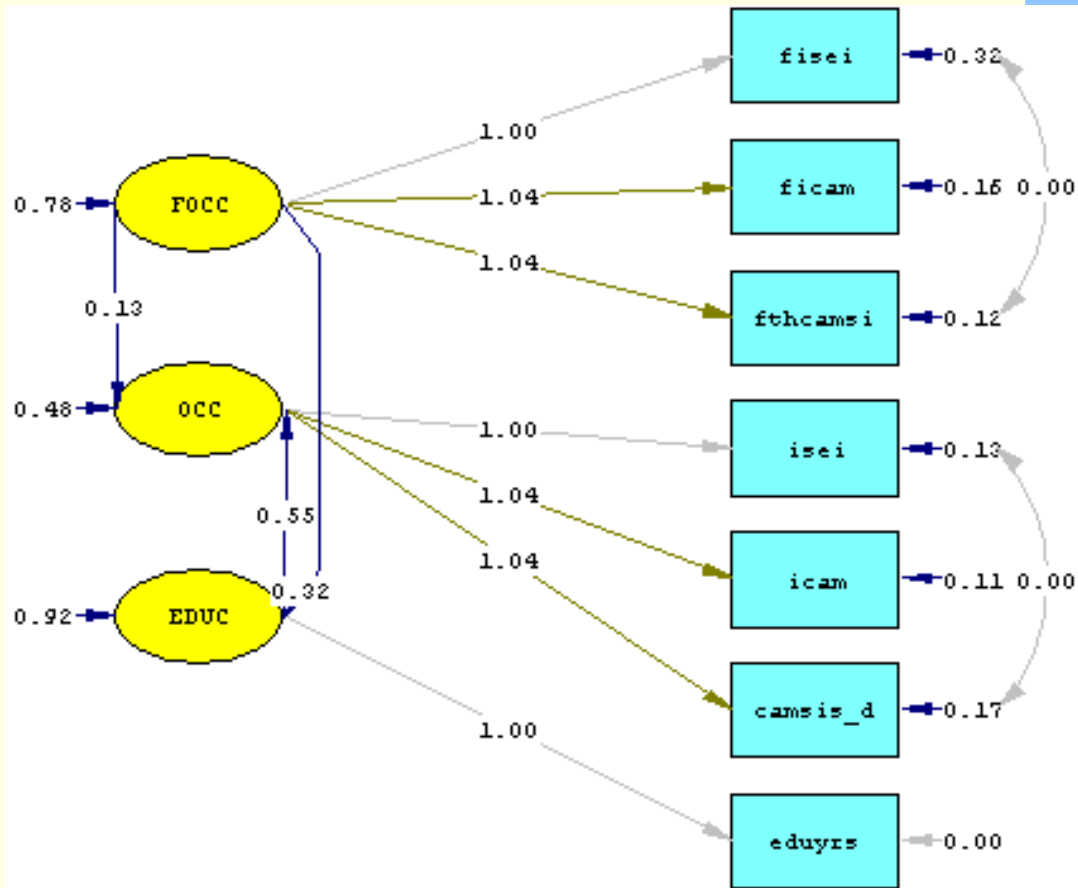 fisei
0.32
1.00
0.78
FOCC
1.04
ficam
0.16 0.00
1.04
0.13
fthcamsi
0.12
0.48
OCC
1.00
isei
0.13
1.04
0.55
1.04
icam
0.11 0.00
0.32
0.92
EDUC
camsis_d
0.17
1.00
eduyrs
0.00